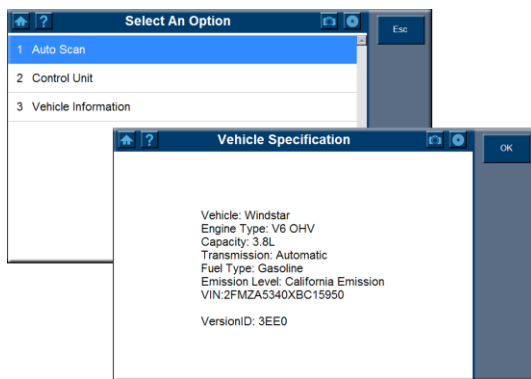 Select An Option
Esc
1 Auto Scan
2 Control Unit
3 Vehicle Information
Vehicle Specification
OK
Vehicle: Windstar
Engine Type: V6 OHV
Capacity: 3.8L
Transmission: Automatic
Fuel Type: Gasoline
Emission Level: California Emission
VIN:2FMZA5340XBC15950
VersionID: 3EE0